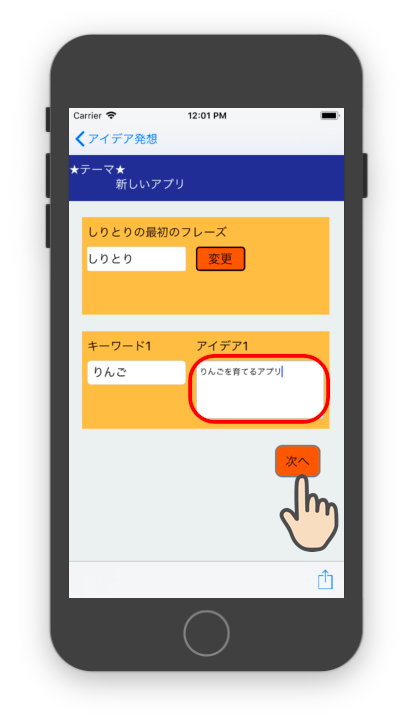 Carrier 12:01 PM
アイデア発想
★テーマ★
新しいアプリ
しりとりの最初のフレーズ
しりとり 変更
キーワード1 アイデア1
りんご りんごを育てるアプリ
次へ